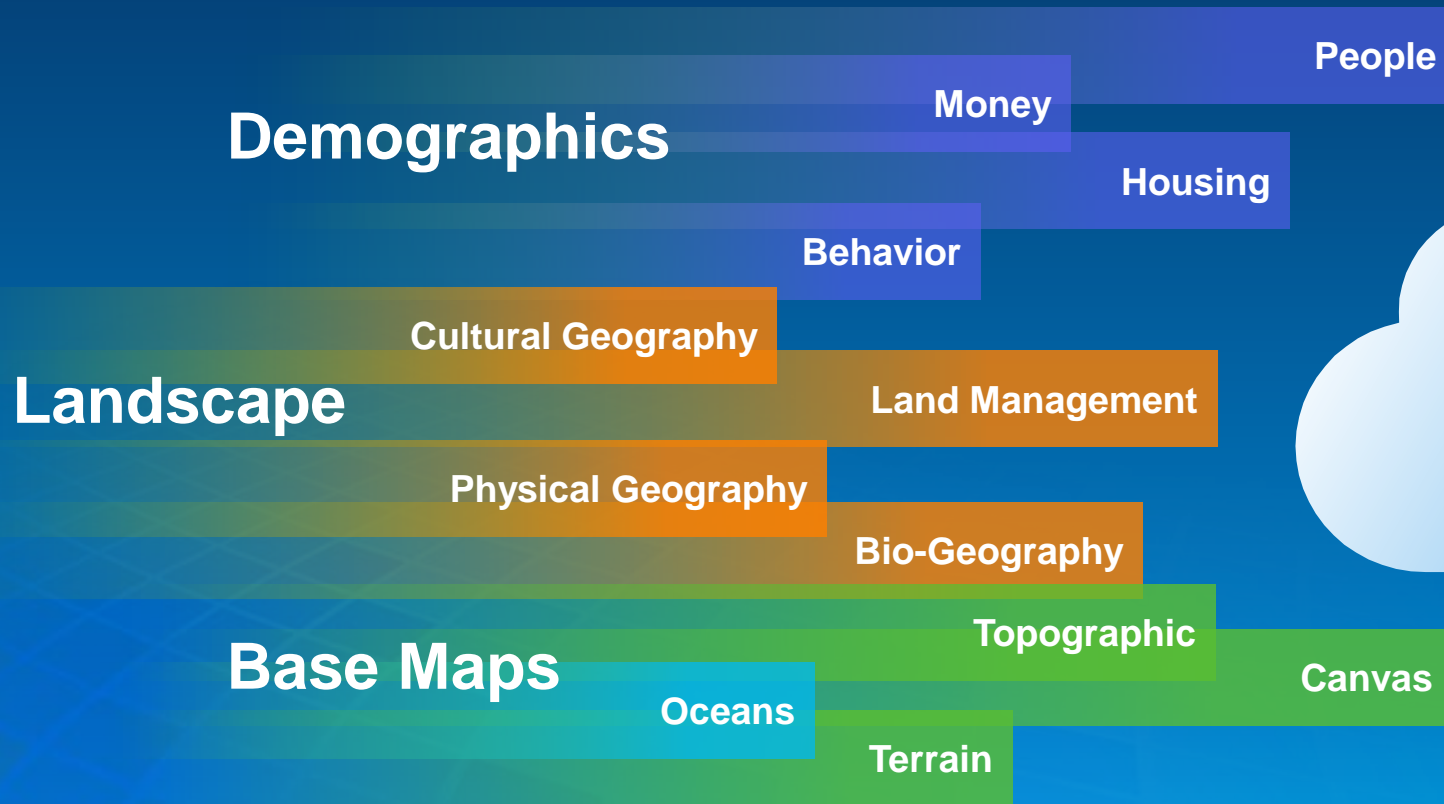 People
Money
Demographics
Housing
Behavior
Cultural Geography
Landscape
Land Management
Physical Geography
Bio-Geography
Topographic
Base Maps
Canvas
Oceans
Terrain